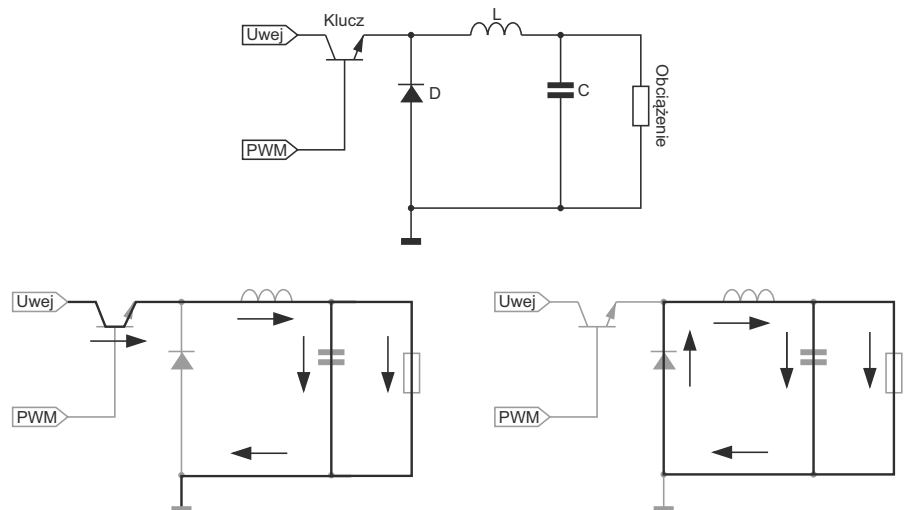 Klucz
L
Uwej
D
C
Obciążenie
PWM
Uwej
PWM
Uwej
PWM